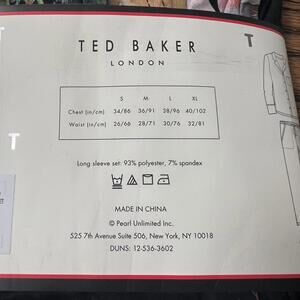 TED BAKER
LONDON
T
T
S M L XL
Chest (in/cm) 34/86 36/91 38/96 40/102
Waist (in/cm) 26/66 28/71 30/76 32/81
Long sleeve set: 93% polyester, 7% spandex
MADE IN CHINA
© Pearl Unlimited Inc.
525 7th Avenue Suite 506, New York, NY 10018
DUNS: 12-536-3602